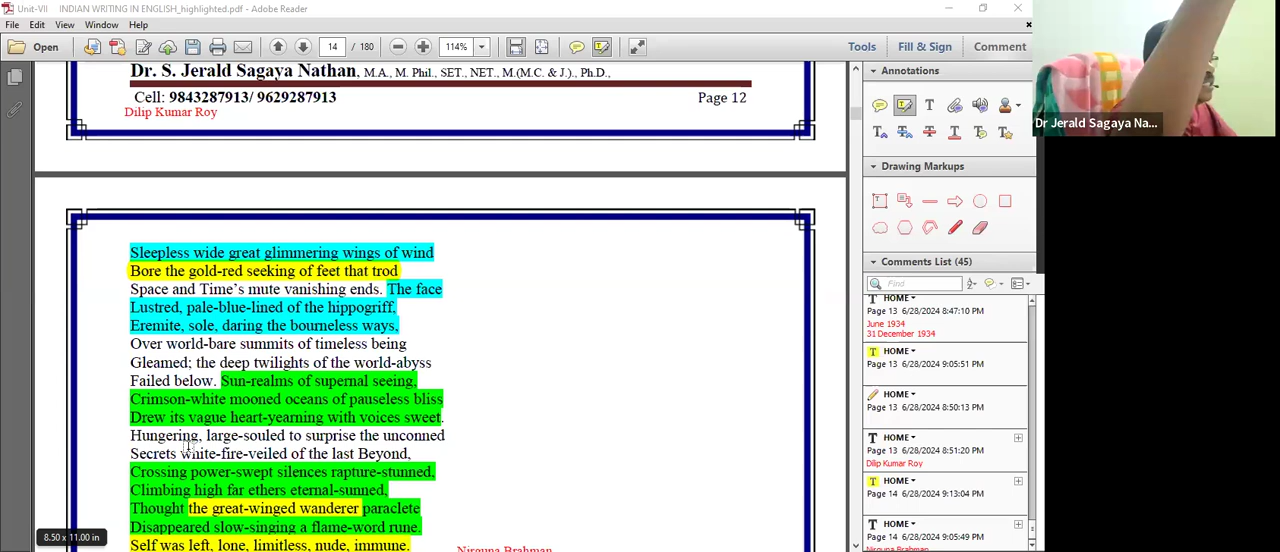 Unit-VII INDIAN WRITING IN ENGLISH_highlighted.pdf - Adobe Reader
File Edit View Window Help
Open 14 / 180 114% Tools Fill & Sign Comment
Dr. S. Jerald Sagaya Nathan, M.A., M. Phil., SET., NET., M.(M.C. & J.)., Ph.D.,
Cell: 9843287913/ 9629287913 Page 12
Dilip Kumar Roy
Sleepless wide great glimmering wings of wind
Bore the gold-red seeking of feet that trod
Space and Time's mute vanishing ends. The face
Lustred, pale-blue-lined of the hippogriff,
Eremite, sole, daring the bourneless ways,
Over world-bare summits of timeless being
Gleamed; the deep twilights of the world-abyss
Failed below. Sun-realms of supernal seeing,
Crimson-white mooned oceans of pauseless bliss
Drew its vague heart-yearning with voices sweet.
Hungering, large-souled to surprise the unconned
Secrets white-fire-veiled of the last Beyond,
Crossing power-swept silences rapture-stunned,
Climbing high far ethers eternal-sunned,
Thought the great-winged wanderer paraclete
Disappeared slow-singing a flame-word rune.
Self was left, lone, limitless, nude, immune.
Nirguna Brahman
8.50 x 11.00 in
Annotations
T
Drawing Markups
Comments List (45)
Find
T HOME
Page 13 6/28/2024 8:47:10 PM
June 1934
31 December 1934
T HOME
Page 13 6/28/2024 9:05:51 PM
HOME
Page 13 6/28/2024 8:50:13 PM
T HOME
Page 13 6/28/2024 8:51:20 PM
Dilip Kumar Roy
T HOME
Page 14 6/28/2024 9:13:04 PM
T HOME
Page 14 6/28/2024 9:05:49 PM
Nirguna Brahman
Dr Jerald Sagaya Na...